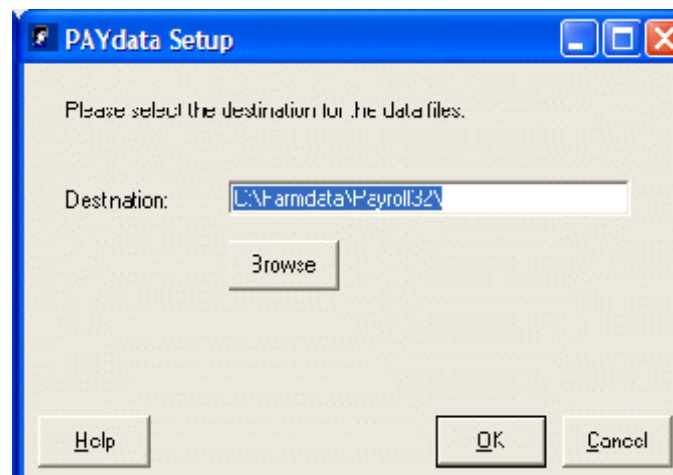 PAYdata Setup
Please select the destination for the data files.
Destination:
C:\Farmdata\Payroll32\
Browse
Help
OK
Cancel